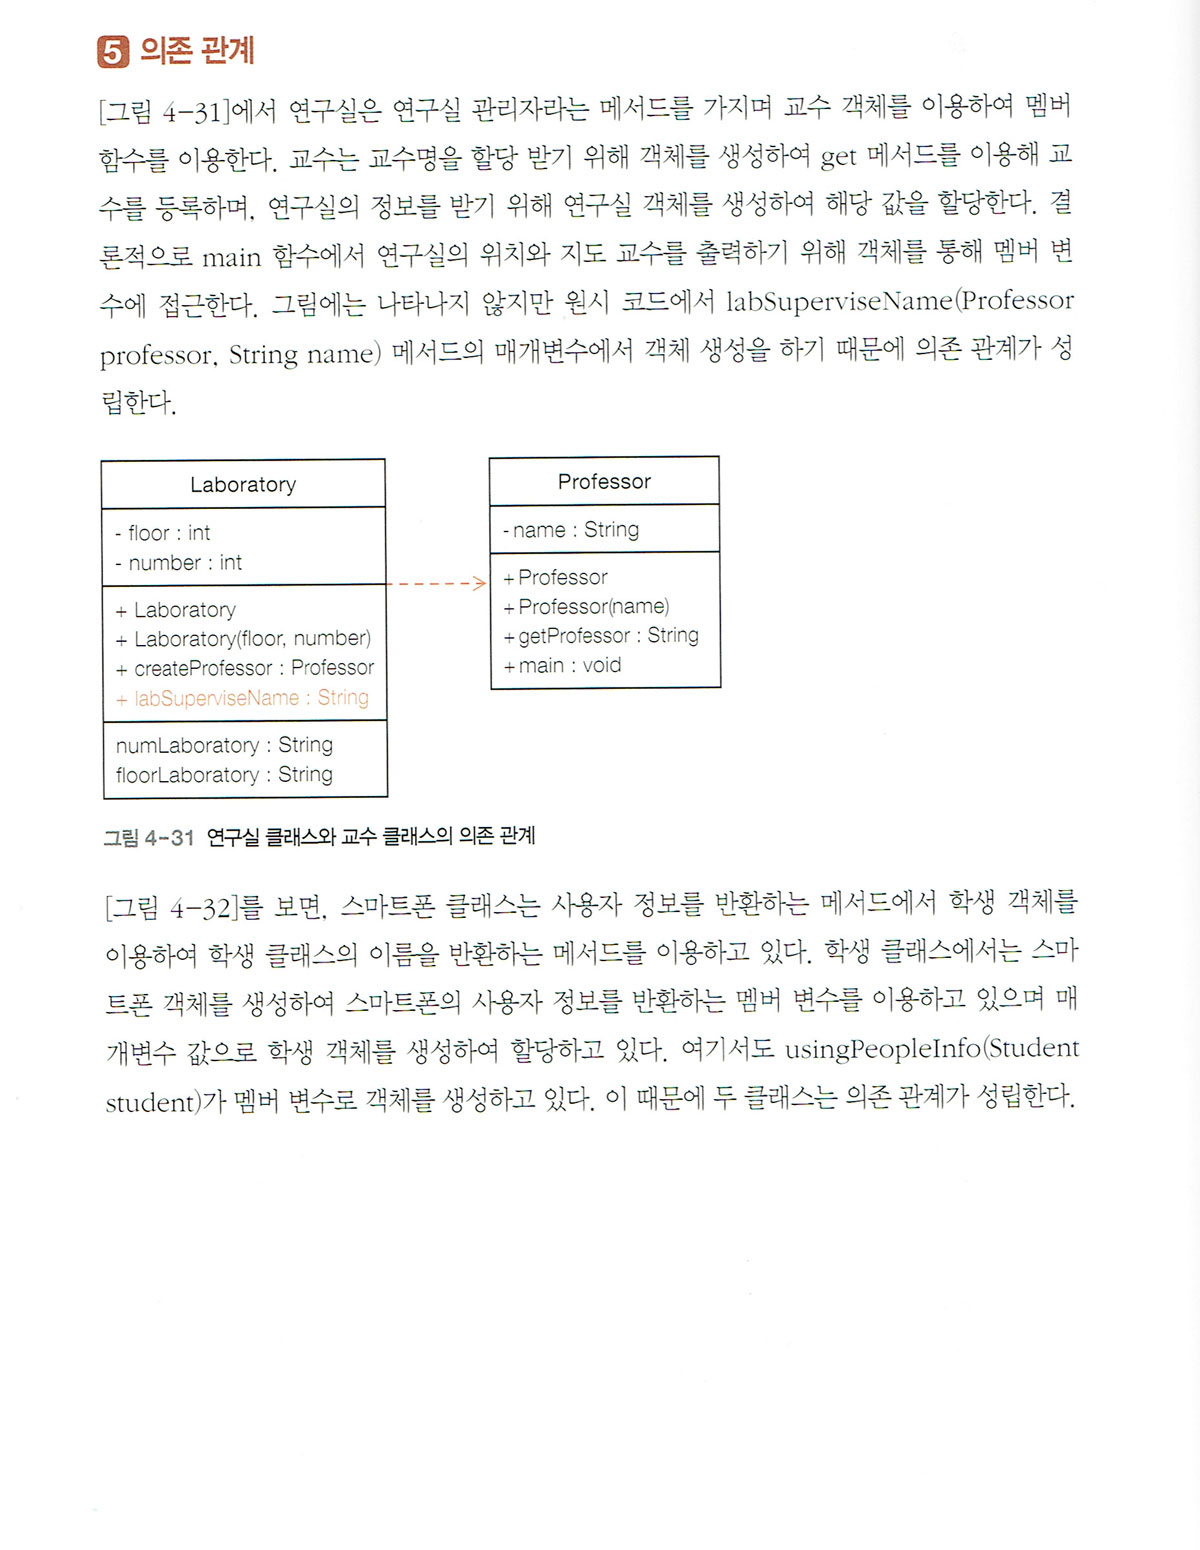 5 의존 관계
[그림 4-31]에서 연구실은 연구실 관리자라는 메서드를 가지며 교수 객체를 이용하여 멤버
함수를 이용한다. 교수는 교수명을 할당 받기 위해 객체를 생성하여 get 메서드를 이용해 교
수를 등록하며, 연구실의 정보를 받기 위해 연구실 객체를 생성하여 해당 값을 할당한다. 결
론적으로 main 함수에서 연구실의 위치와 지도 교수를 출력하기 위해 객체를 통해 멤버 변
수에 접근한다. 그림에는 나타나지 않지만 원시 코드에서 labSuperviseName(Professor
professor, String name) 메서드의 매개변수에서 객체 생성을 하기 때문에 의존 관계가 성
립한다.
Laboratory
- floor : int
- number : int
+ Laboratory
+ Laboratory(floor, number)
+ createProfessor : Professor
+ labSuperviseName : String
numLaboratory : String
floorLaboratory : String
Professor
- name : String
+ Professor
+ Professor(name)
+ getProfessor : String
+ main : void
그림 4-31 연구실 클래스와 교수 클래스의 의존 관계
[그림 4-32]를 보면, 스마트폰 클래스는 사용자 정보를 반환하는 메서드에서 학생 객체를
이용하여 학생 클래스의 이름을 반환하는 메서드를 이용하고 있다. 학생 클래스에서는 스마
트폰 객체를 생성하여 스마트폰의 사용자 정보를 반환하는 멤버 변수를 이용하고 있으며 매
개변수 값으로 학생 객체를 생성하여 할당하고 있다. 여기서도 usingPeopleInfo(Student
student)가 멤버 변수로 객체를 생성하고 있다. 이 때문에 두 클래스는 의존 관계가 성립한다.